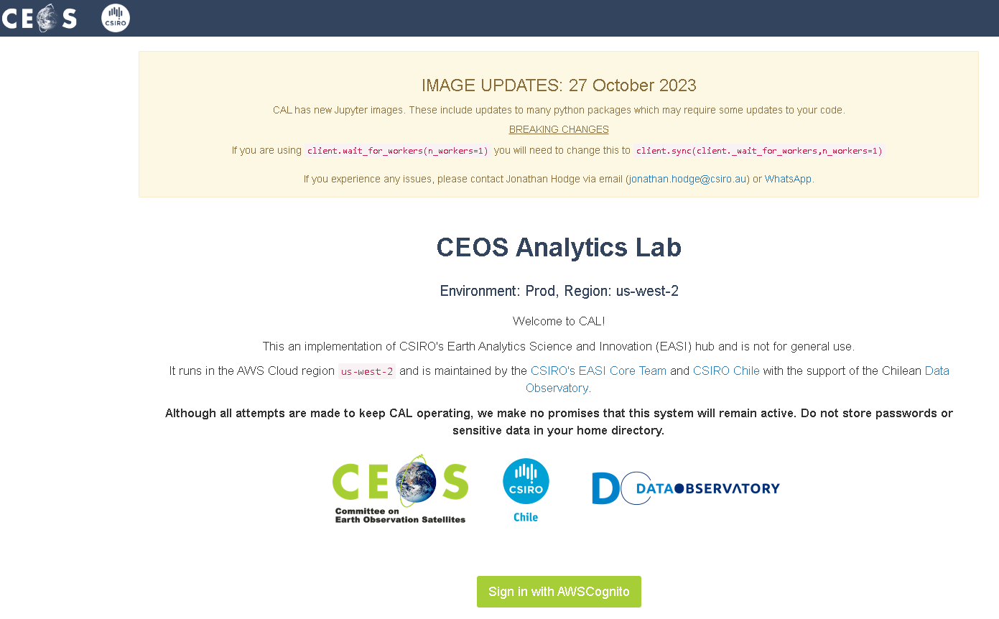 CEOS
CSIRO
IMAGE UPDATES: 27 October 2023
CAL has new Jupyter images. These include updates to many python packages which may require some updates to your code.
BREAKING CHANGES
If you are using client.wait_for_workers(n_workers=1) you will need to change this to client.sync(client._wait_for_workers,n_workers=1)
If you experience any issues, please contact Jonathan Hodge via email (jonathan.hodge@csiro.au) or WhatsApp.
CEOS Analytics Lab
Environment: Prod, Region: us-west-2
Welcome to CAL!
This an implementation of CSIRO's Earth Analytics Science and Innovation (EASI) hub and is not for general use.
It runs in the AWS Cloud region us-west-2 and is maintained by the CSIRO's EASI Core Team and CSIRO Chile with the support of the Chilean Data
Observatory.
Although all attempts are made to keep CAL operating, we make no promises that this system will remain active. Do not store passwords or
sensitive data in your home directory.
CEOS
Committee on
Earth Observation Satellites
CSIRO
Chile
DO DATAOBSERVATORY
Sign in with AWSCognito